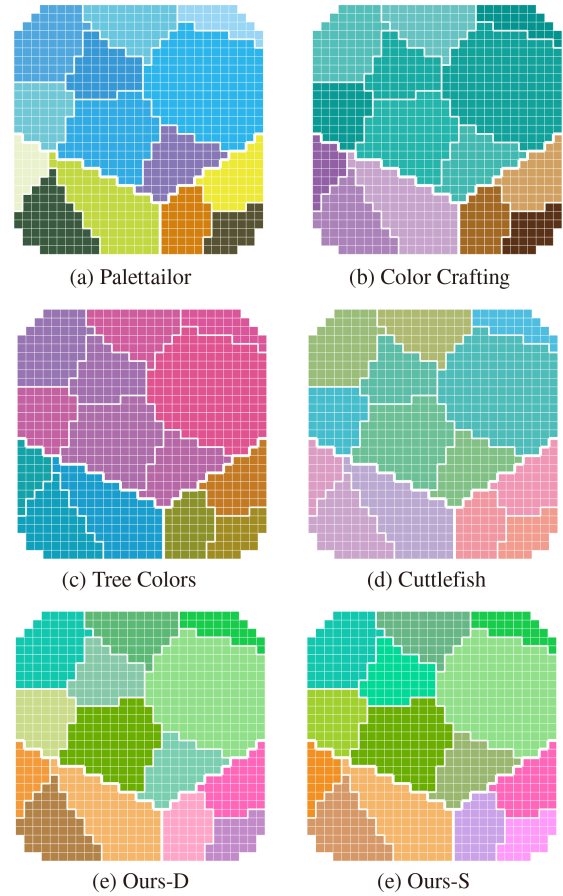 (a) Palettailor
(b) Color Crafting
(c) Tree Colors
(d) Cuttlefish
(e) Ours-D
(e) Ours-S